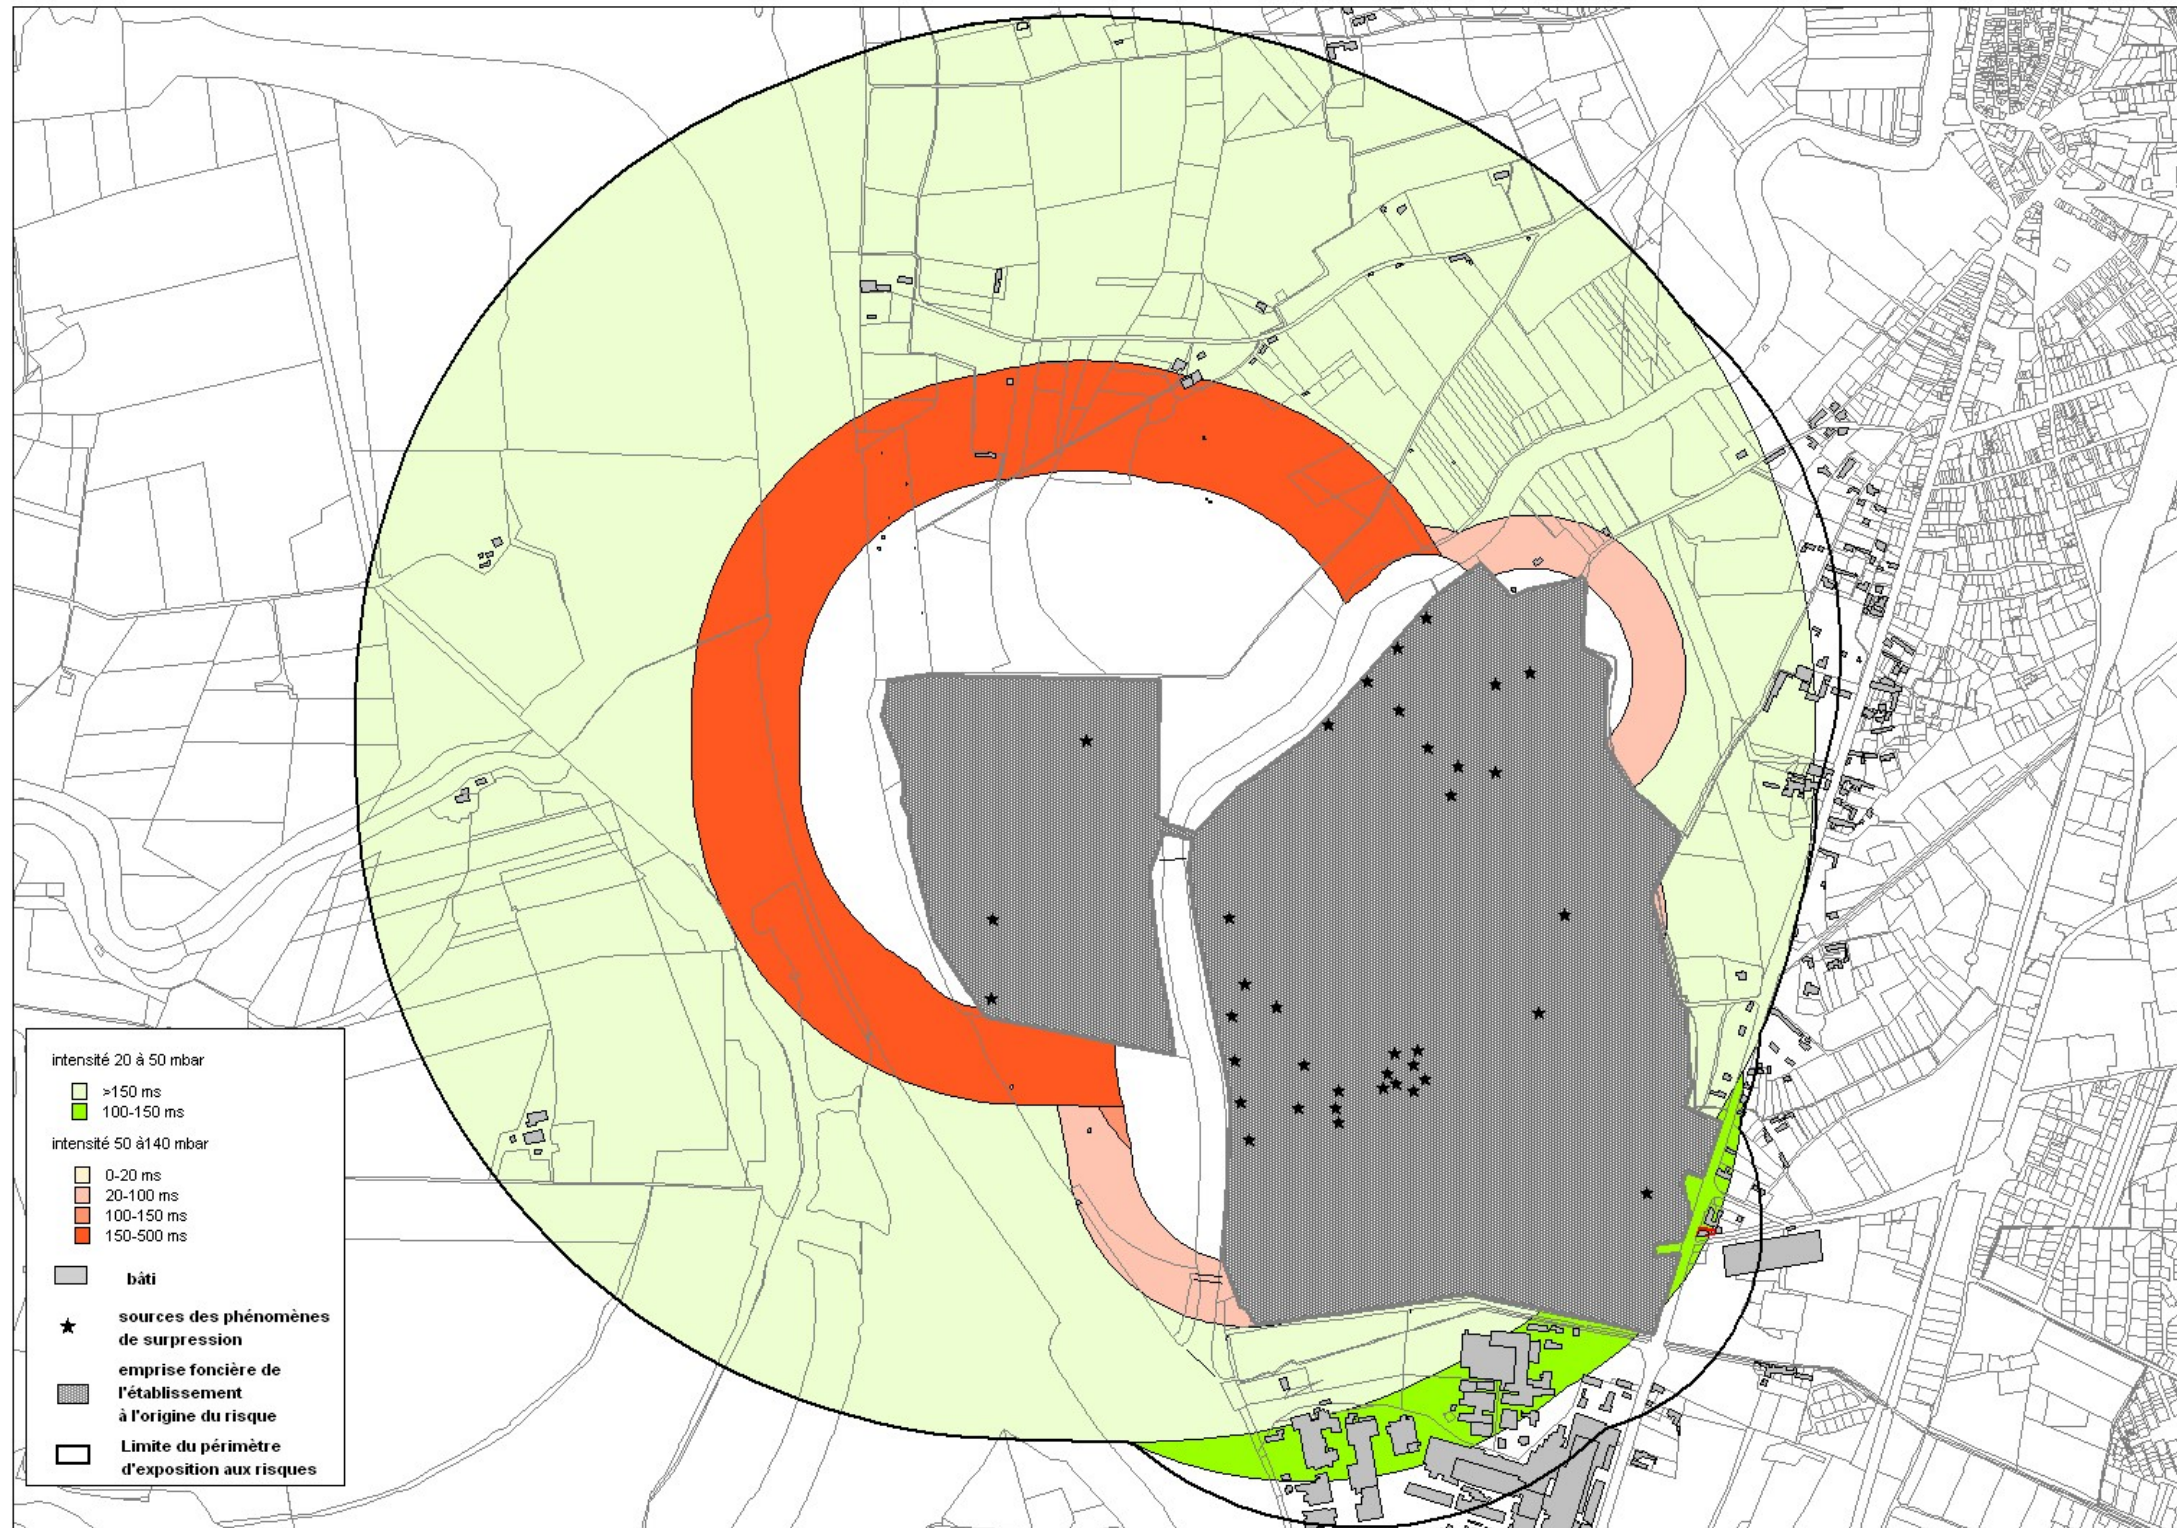 intensité 20 à 50 mbar
>150 ms
100-150 ms
intensité 50 à140 mbar
0-20 ms
20-100 ms
100-150 ms
150-500 ms
bâti
sources des phénomènes
de surpression
emprise foncière de
l'établissement
à l'origine du risque
Limite du périmètre
d'exposition aux risques